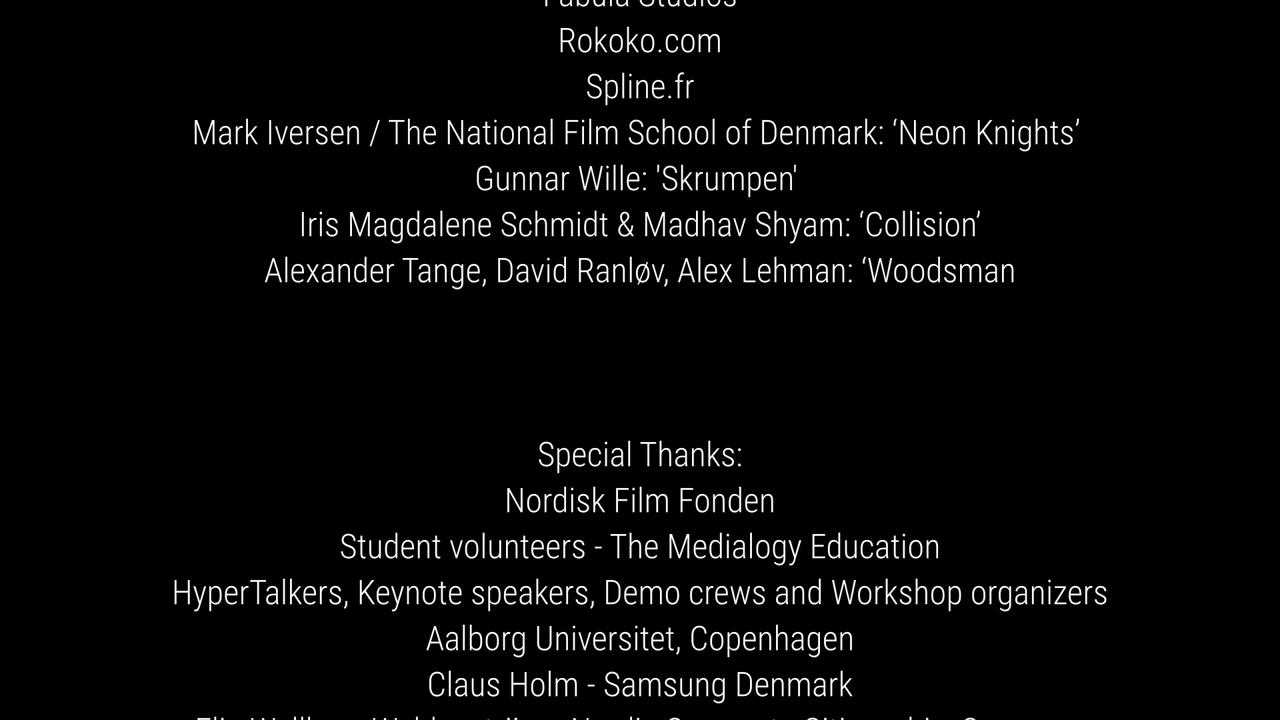 Fabula Studios
Rokoko.com
Spline.fr
Mark Iversen / The National Film School of Denmark: ‘Neon Knights’
Gunnar Wille: 'Skrumpen'
Iris Magdalene Schmidt & Madhav Shyam: ‘Collision’
Alexander Tange, David Ranløv, Alex Lehman: ‘Woodsman
Special Thanks:
Nordisk Film Fonden
Student volunteers - The Medialogy Education
HyperTalkers, Keynote speakers, Demo crews and Workshop organizers
Aalborg Universitet, Copenhagen
Claus Holm - Samsung Denmark